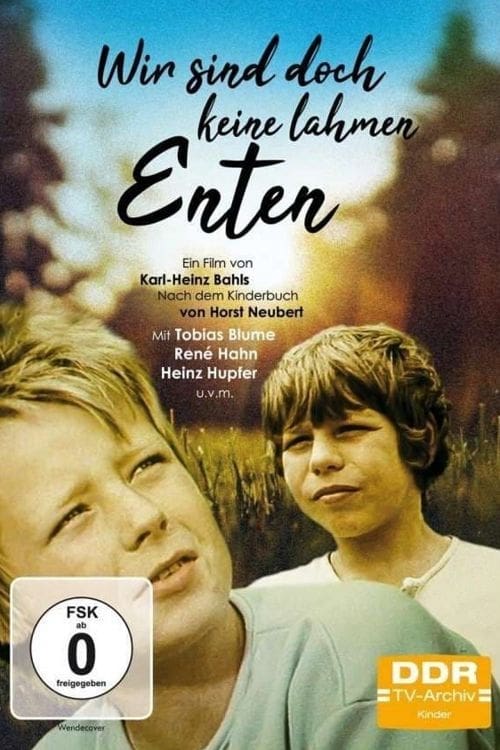 Wir sind doch
keine lahmen
Enten
Ein Film von
Karl-Heinz Bahls
Nach dem Kinderbuch
von Horst Neubert
Mit Tobias Blume
René Hahn
Heinz Hupfer
u.v.m.
FSK
ab
0
freigegeben
Wendecover
DDR
TV-Archiv
Kinder